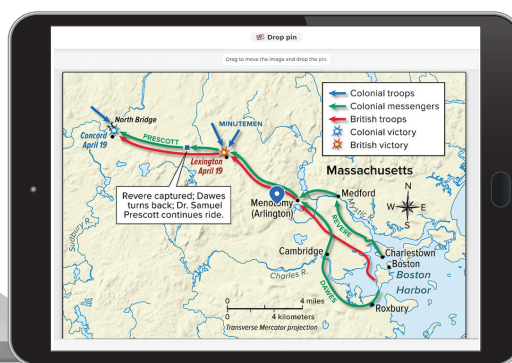 Drop pin
Drag to move the image and drop the pin.
Colonial troops
Colonial messengers
British troops
Colonial victory
British victory
North Bridge
MINUTEMEN
Concord
April 19
PRESCOTT
Lexington
April 19
Massachusetts
N
W
E
S
Revere captured; Dawes
turns back; Dr. Samuel
Prescott continues ride.
Menotomy
(Arlington)
Medford
Mystic R.
REVERE
Sudbury R.
Cambridge
Charlestown
Boston
Boston
Harbor
Charles R.
DAWES
Roxbury
0
4 miles
0
4 kilometers
Transverse Mercator projection